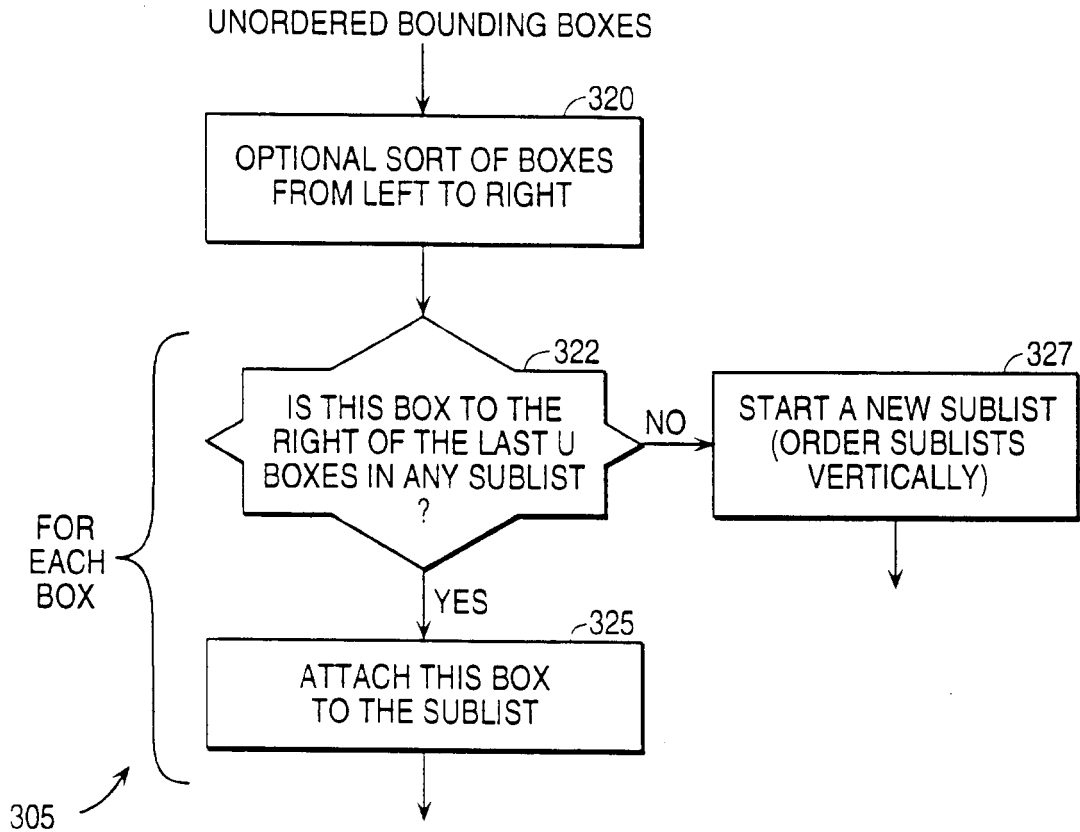 UNORDERED BOUNDING BOXES
320
OPTIONAL SORT OF BOXES
FROM LEFT TO RIGHT
322
IS THIS BOX TO THE
RIGHT OF THE LAST U
BOXES IN ANY SUBLIST
?
NO
327
START A NEW SUBLIST
(ORDER SUBLISTS
VERTICALLY)
FOR
EACH
BOX
YES
325
ATTACH THIS BOX
TO THE SUBLIST
305